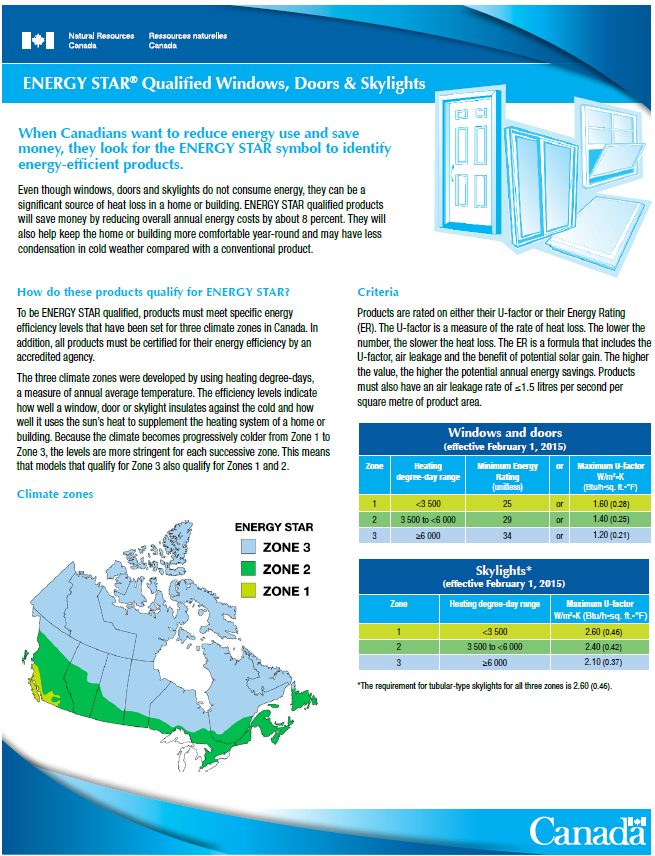 Natural Resources
Canada
Ressources naturelles
Canada
ENERGY STAR® Qualified Windows, Doors & Skylights
When Canadians want to reduce energy use and save
money, they look for the ENERGY STAR symbol to identify
energy-efficient products.
Even though windows, doors and skylights do not consume energy, they can be a
significant source of heat loss in a home or building. ENERGY STAR qualified products
will save money by reducing overall annual energy costs by about 8 percent. They will
also help keep the home or building more comfortable year-round and may have less
condensation in cold weather compared with a conventional product.
How do these products qualify for ENERGY STAR?
To be ENERGY STAR qualified, products must meet specific energy
efficiency levels that have been set for three climate zones in Canada. In
addition, all products must be certified for their energy efficiency by an
accredited agency.
The three climate zones were developed by using heating degree-days,
a measure of annual average temperature. The efficiency levels indicate
how well a window, door or skylight insulates against the cold and how
well it uses the sun's heat to supplement the heating system of a home or
building. Because the climate becomes progressively colder from Zone 1 to
Zone 3, the levels are more stringent for each successive zone. This means
that models that qualify for Zone 3 also qualify for Zones 1 and 2.
Climate zones
ENERGY STAR
ZONE 3
ZONE 2
ZONE 1
Criteria
Products are rated on either their U-factor or their Energy Rating
(ER). The U-factor is a measure of the rate of heat loss. The lower the
number, the slower the heat loss. The ER is a formula that includes the
U-factor, air leakage and the benefit of potential solar gain. The higher
the value, the higher the potential annual energy savings. Products
must also have an air leakage rate of ≤1.5 litres per second per
square metre of product area.
Windows and doors
(effective February 1, 2015)
Zone Heating degree-day range Minimum Energy Rating (unitless) or Maximum U-factor W/m²•K (Btu/h•sq. ft.•°F)
1 <3 500 25 or 1.60 (0.28)
2 3 500 to <6 000 29 or 1.40 (0.25)
3 ≥6 000 34 or 1.20 (0.21)
Skylights*
(effective February 1, 2015)
Zone Heating degree-day range Maximum U-factor W/m²•K (Btu/h•sq. ft.•°F)
1 <3 500 2.60 (0.46)
2 3 500 to <6 000 2.40 (0.42)
3 ≥6 000 2.10 (0.37)
*The requirement for tubular-type skylights for all three zones is 2.60 (0.46).
Canada